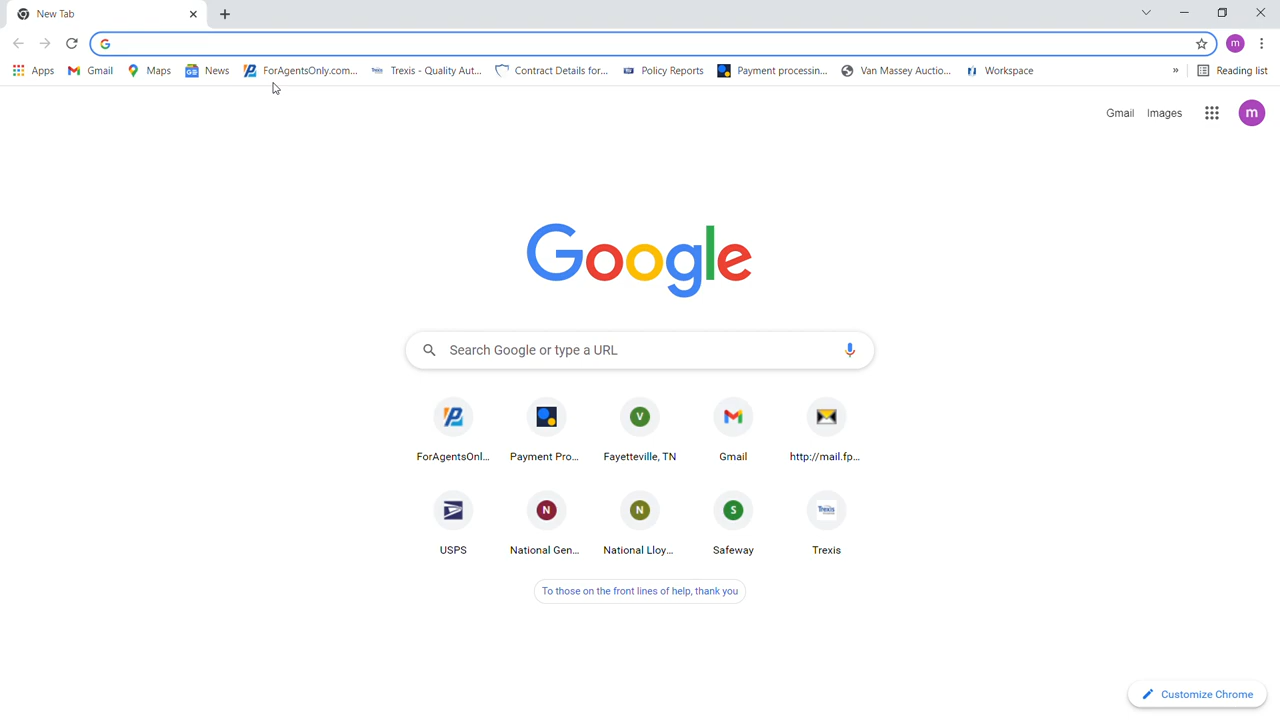 New Tab
Apps Gmail Maps News ForAgentsOnly.com... Trexis - Quality Aut... Contract Details for... Policy Reports Payment processin... Van Massey Auctio... Workspace » Reading list
m
Gmail Images m
Google
Search Google or type a URL
V
ForAgentsOnl... Payment Pro... Fayetteville, TN Gmail http://mail.fp...
N N S Trexis
USPS National Gen... National Lloy... Safeway Trexis
To those on the front lines of help, thank you
Customize Chrome